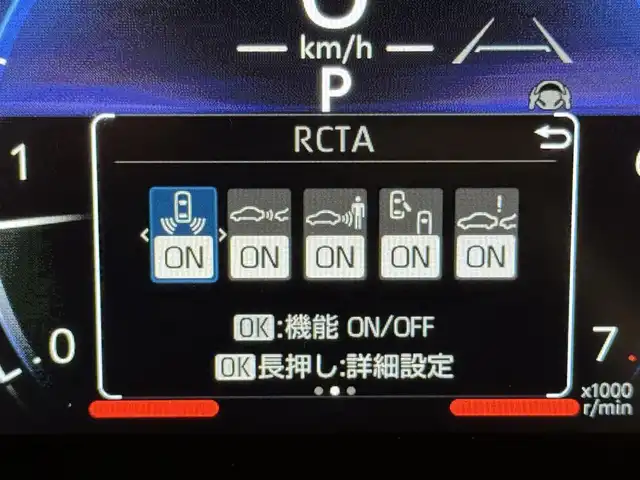 km/h
P
RCTA
1
ON ON ON ON ON
OK:機能 ON/OFF
OK長押し:詳細設定
.0
7.
x1000
r/min